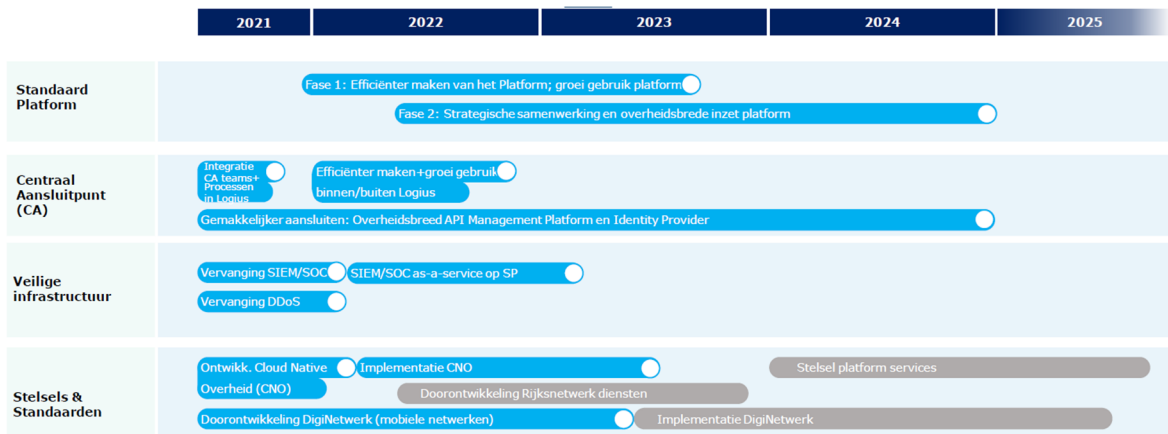 2021 2022 2023 2024 2025
Standaard
Platform
Fase 1: Efficiënter maken van het Platform; groei gebruik platform
Fase 2: Strategische samenwerking en overheidsbrede inzet platform
Centraal
Aansluitpunt
(CA)
Integratie
CA teams+
Processen
in Logius
Efficiënter maken+groei gebruik
binnen/buiten Logius
Gemakkelijker aansluiten: Overheidsbreed API Management Platform en Identity Provider
Veilige
infrastructuur
Vervanging SIEM/SOC
SIEM/SOC as-a-service op SP
Vervanging DDoS
Stelsels &
Standaarden
Ontwikk. Cloud Native
Overheid (CNO)
Implementatie CNO
Stelsel platform services
Doorontwikkeling Rijksnetwerk diensten
Doorontwikkeling DigiNetwerk (mobiele netwerken)
Implementatie DigiNetwerk